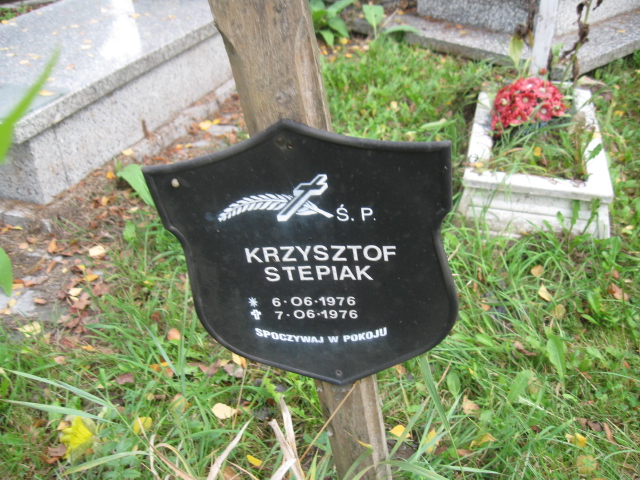 Ś. P.
KRZYSZTOF
STEPIAK
* 6·06·1976
✝ 7·06·1976
SPOCZYWAJ W POKOJU